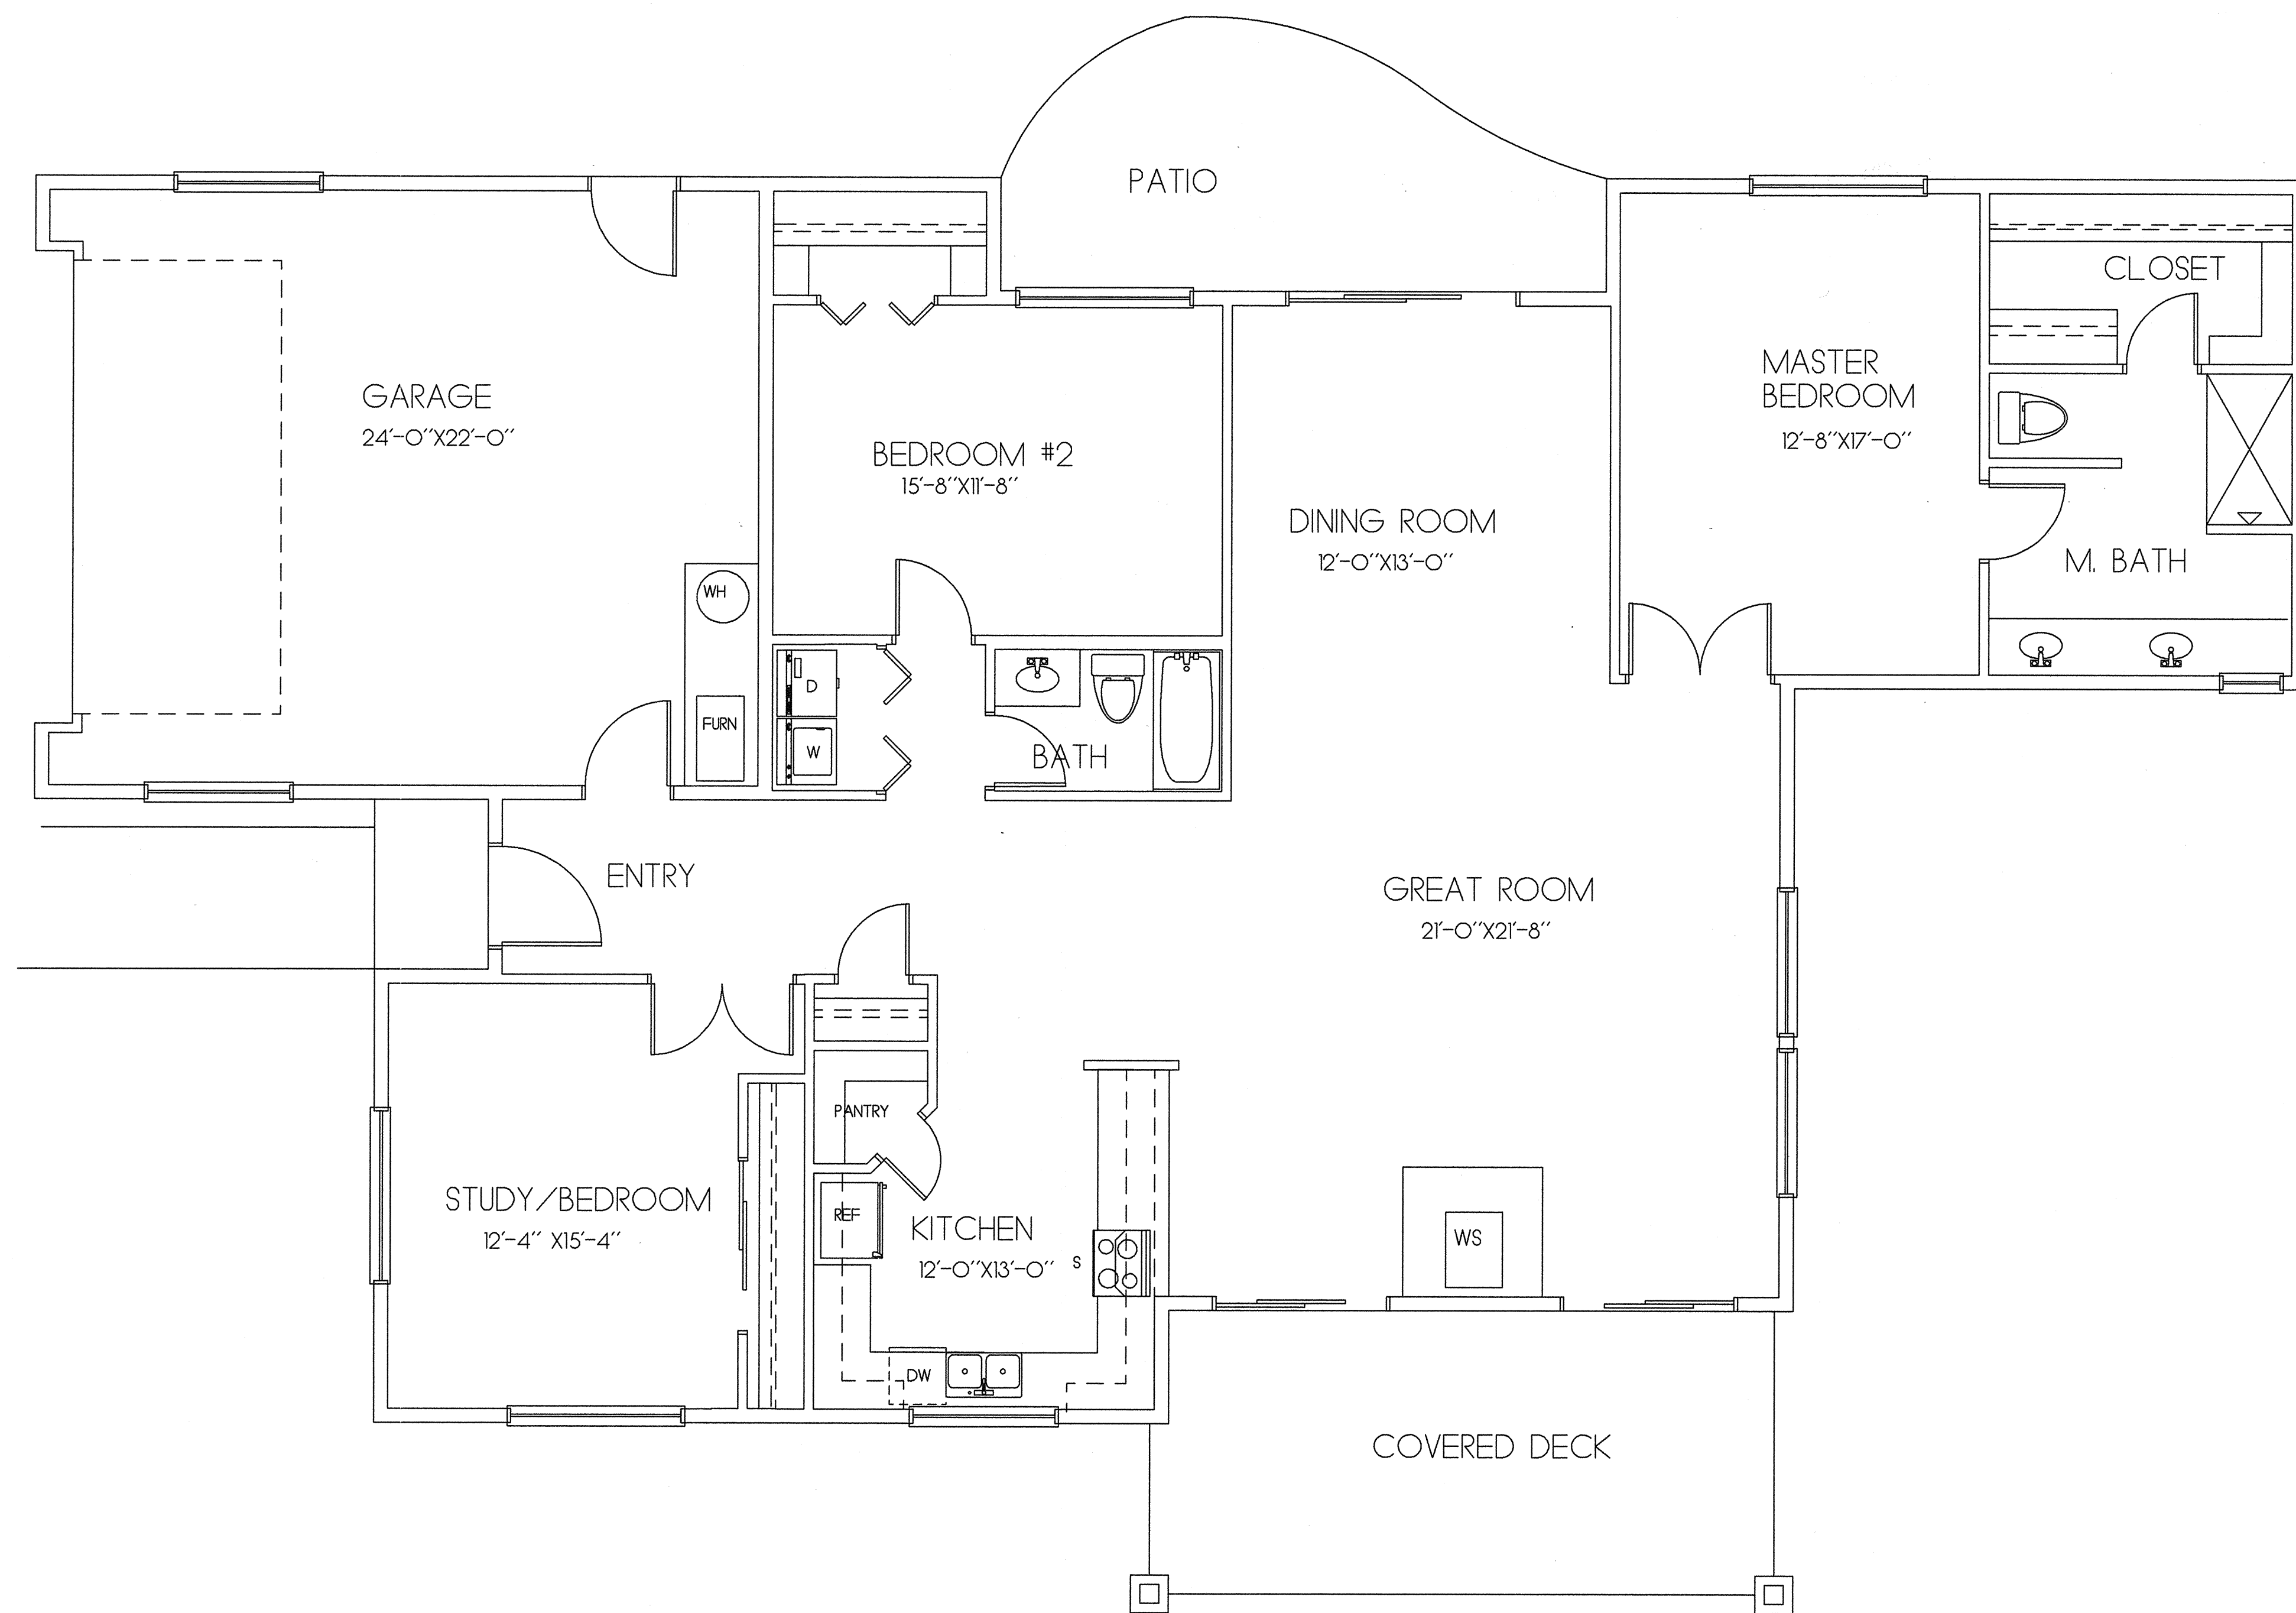 PATIO
CLOSET
MASTER
BEDROOM
12'-8"X17'-0"
GARAGE
24'-0"X22'-0"
BEDROOM #2
15'-8"X11'-8"
DINING ROOM
12'-0"X13'-0"
M. BATH
WH
D
FURN
W
BATH
ENTRY
GREAT ROOM
21'-0"X21'-8"
PANTRY
STUDY/BEDROOM
12'-4" X15'-4"
REF
KITCHEN
12'-0"X13'-0"
S
WS
DW
COVERED DECK